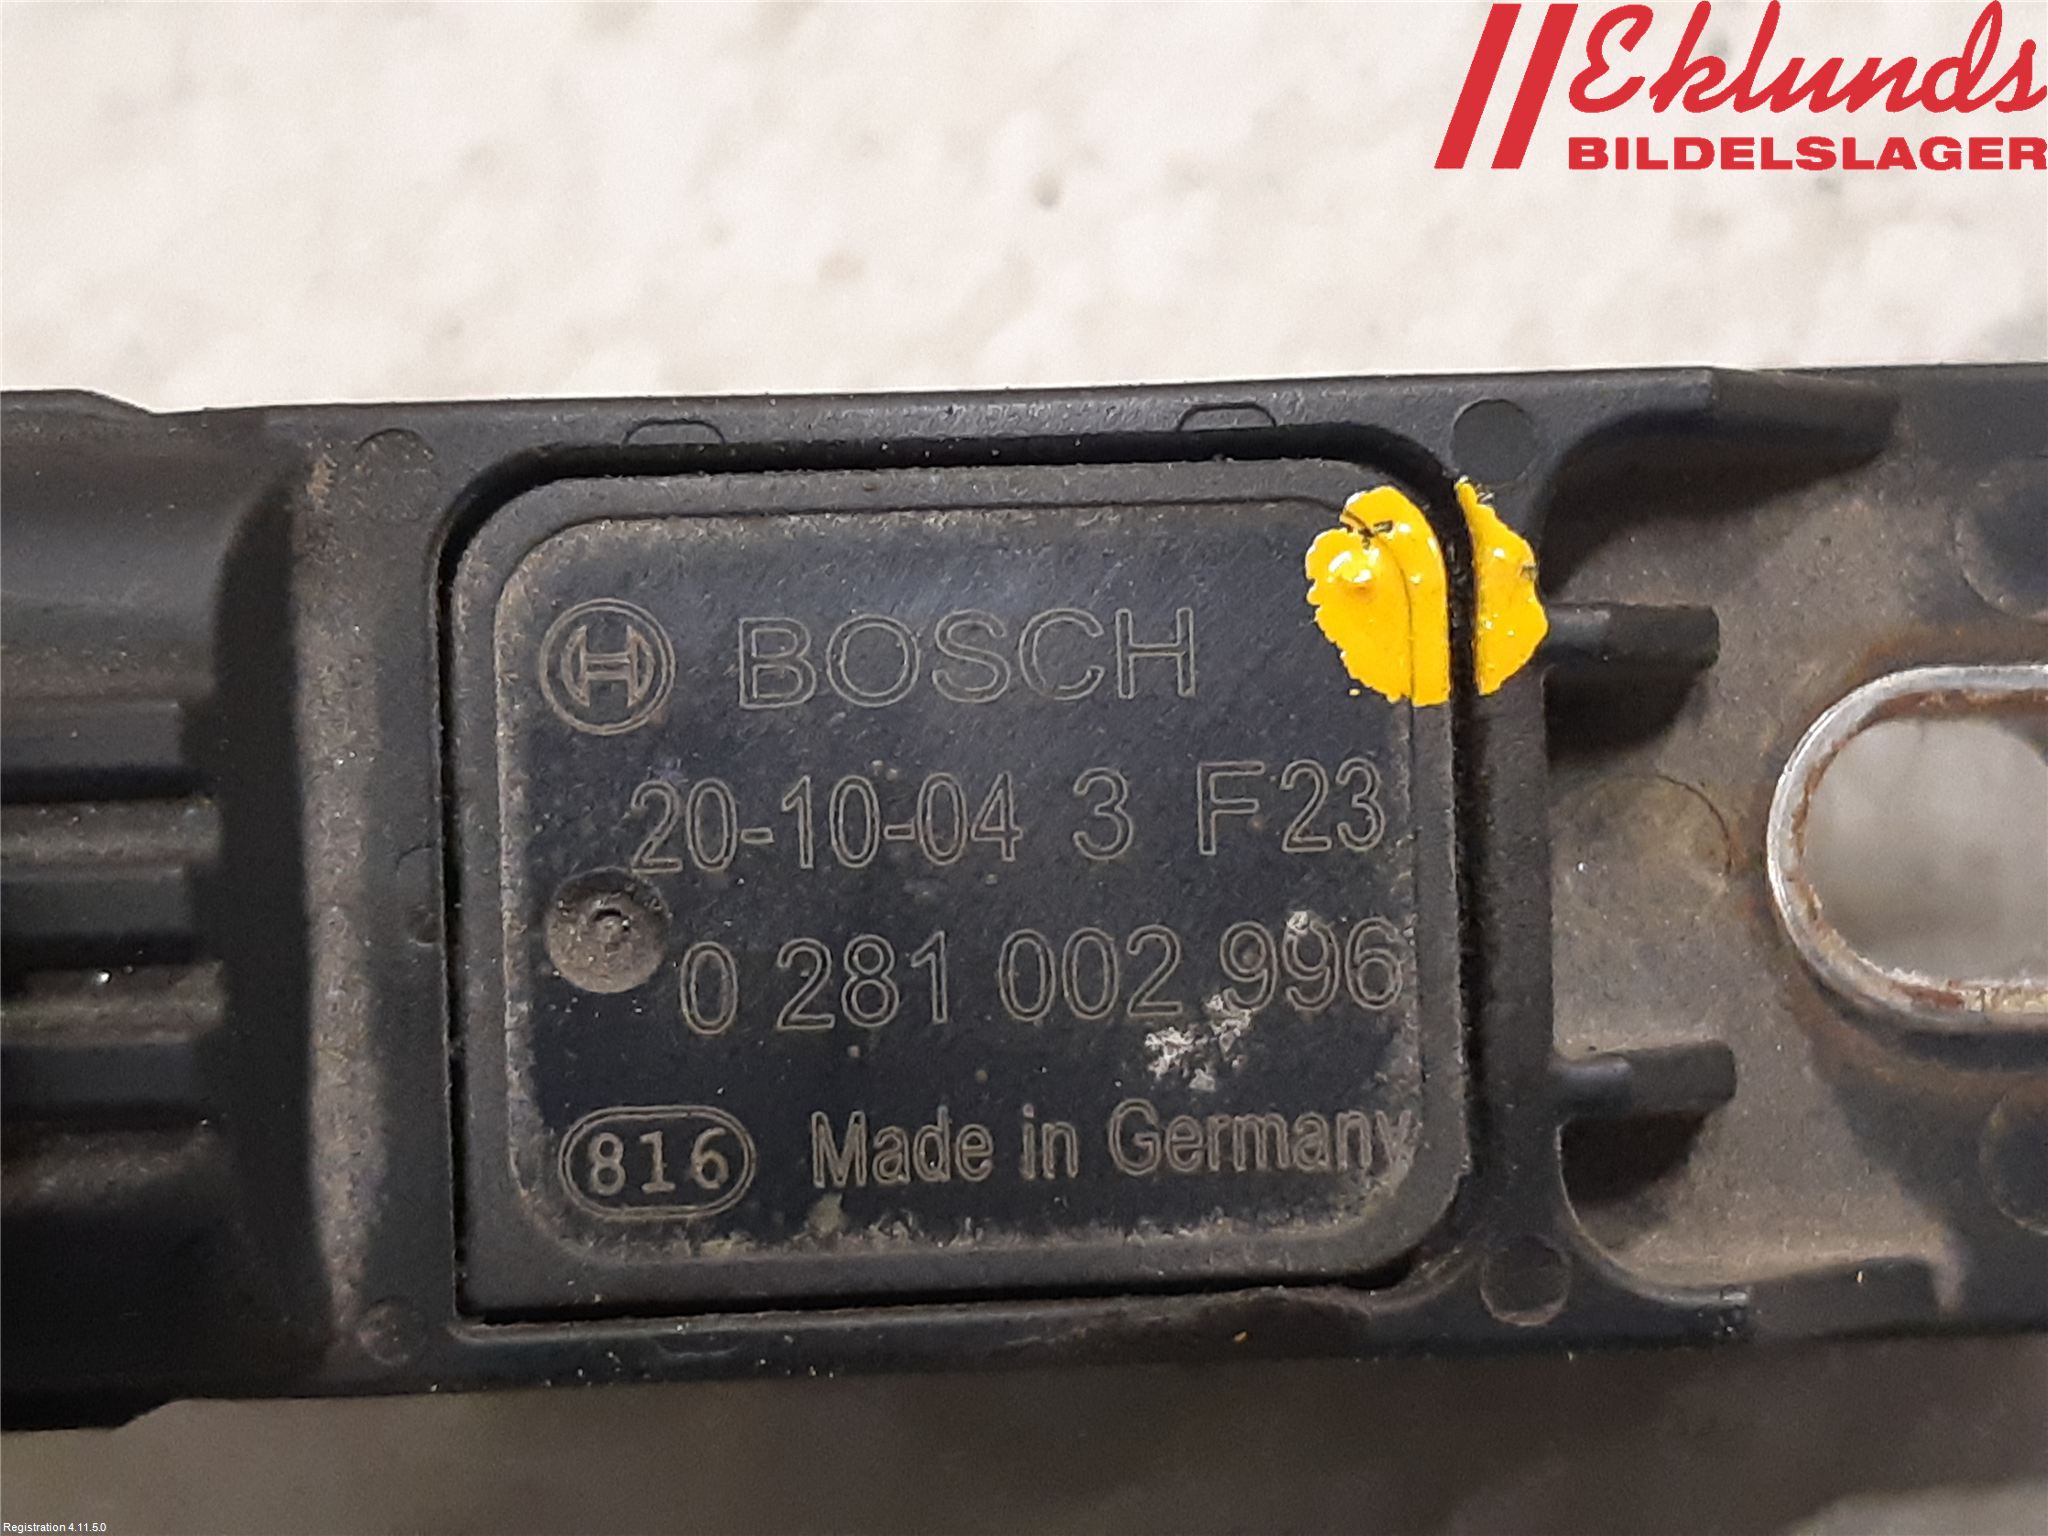 Eklunds
BILDELSLAGER
BOSCH
20-10-04 3 F23
0 281 002 996
816 Made in Germany
Registration 4.11.5.0